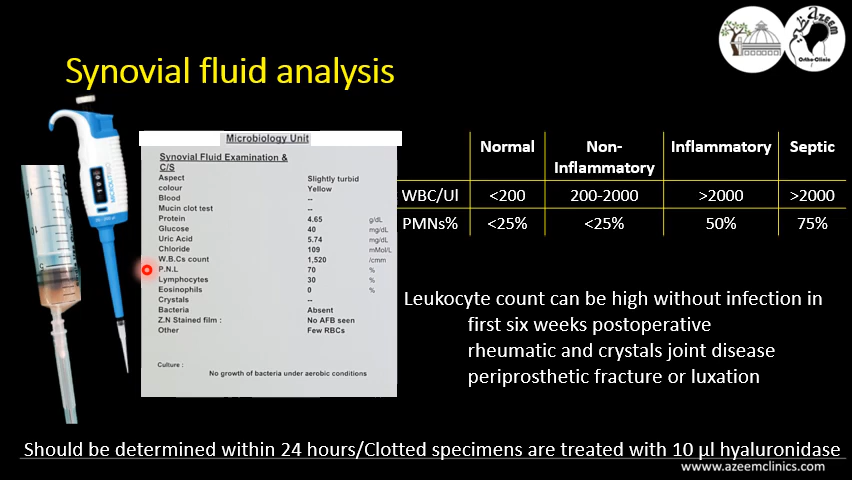 Azeem
Ortho-Clinic
Synovial fluid analysis
Microbiology Unit
Synovial Fluid Examination &
C/S
Aspect Slightly turbid
colour Yellow
Blood --
Mucin clot test --
Protein 4.65 g/dL
Glucose 40 mg/dL
Uric Acid 5.74 mg/dL
Chloride 109 mMol/L
W.B.Cs count 1,520 /cmm
P.N.L 70 %
Lymphocytes 30 %
Eosinophils 0 %
Crystals --
Bacteria Absent
Z.N Stained film : No AFB seen
Other Few RBCs
Culture :
No growth of bacteria under aerobic conditions
Normal Non-Inflammatory Inflammatory Septic
WBC/Ul <200 200-2000 >2000 >2000
PMNs% <25% <25% 50% 75%
Leukocyte count can be high without infection in
first six weeks postoperative
rheumatic and crystals joint disease
periprosthetic fracture or luxation
Should be determined within 24 hours/Clotted specimens are treated with 10 µl hyaluronidase
www.azeemclinics.com